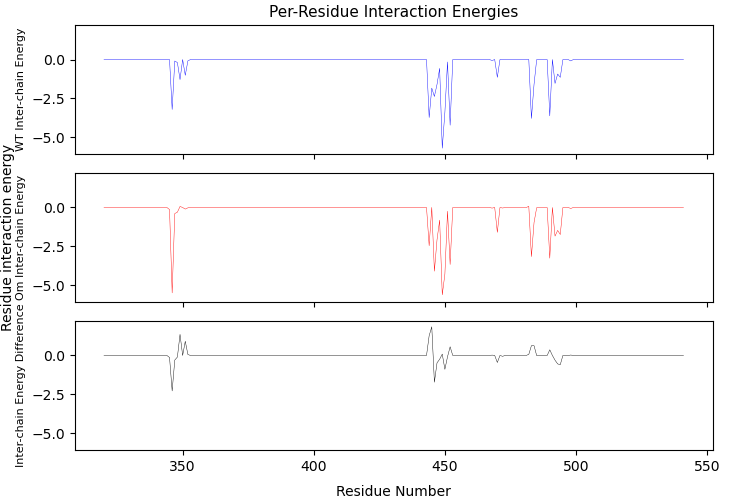 Per-Residue Interaction Energies
Residue interaction energy
WT Inter-chain Energy
0.0
−2.5
−5.0
Om Inter-chain Energy
0.0
−2.5
−5.0
Inter-chain Energy Difference
0.0
−2.5
−5.0
350
400
450
500
550
Residue Number